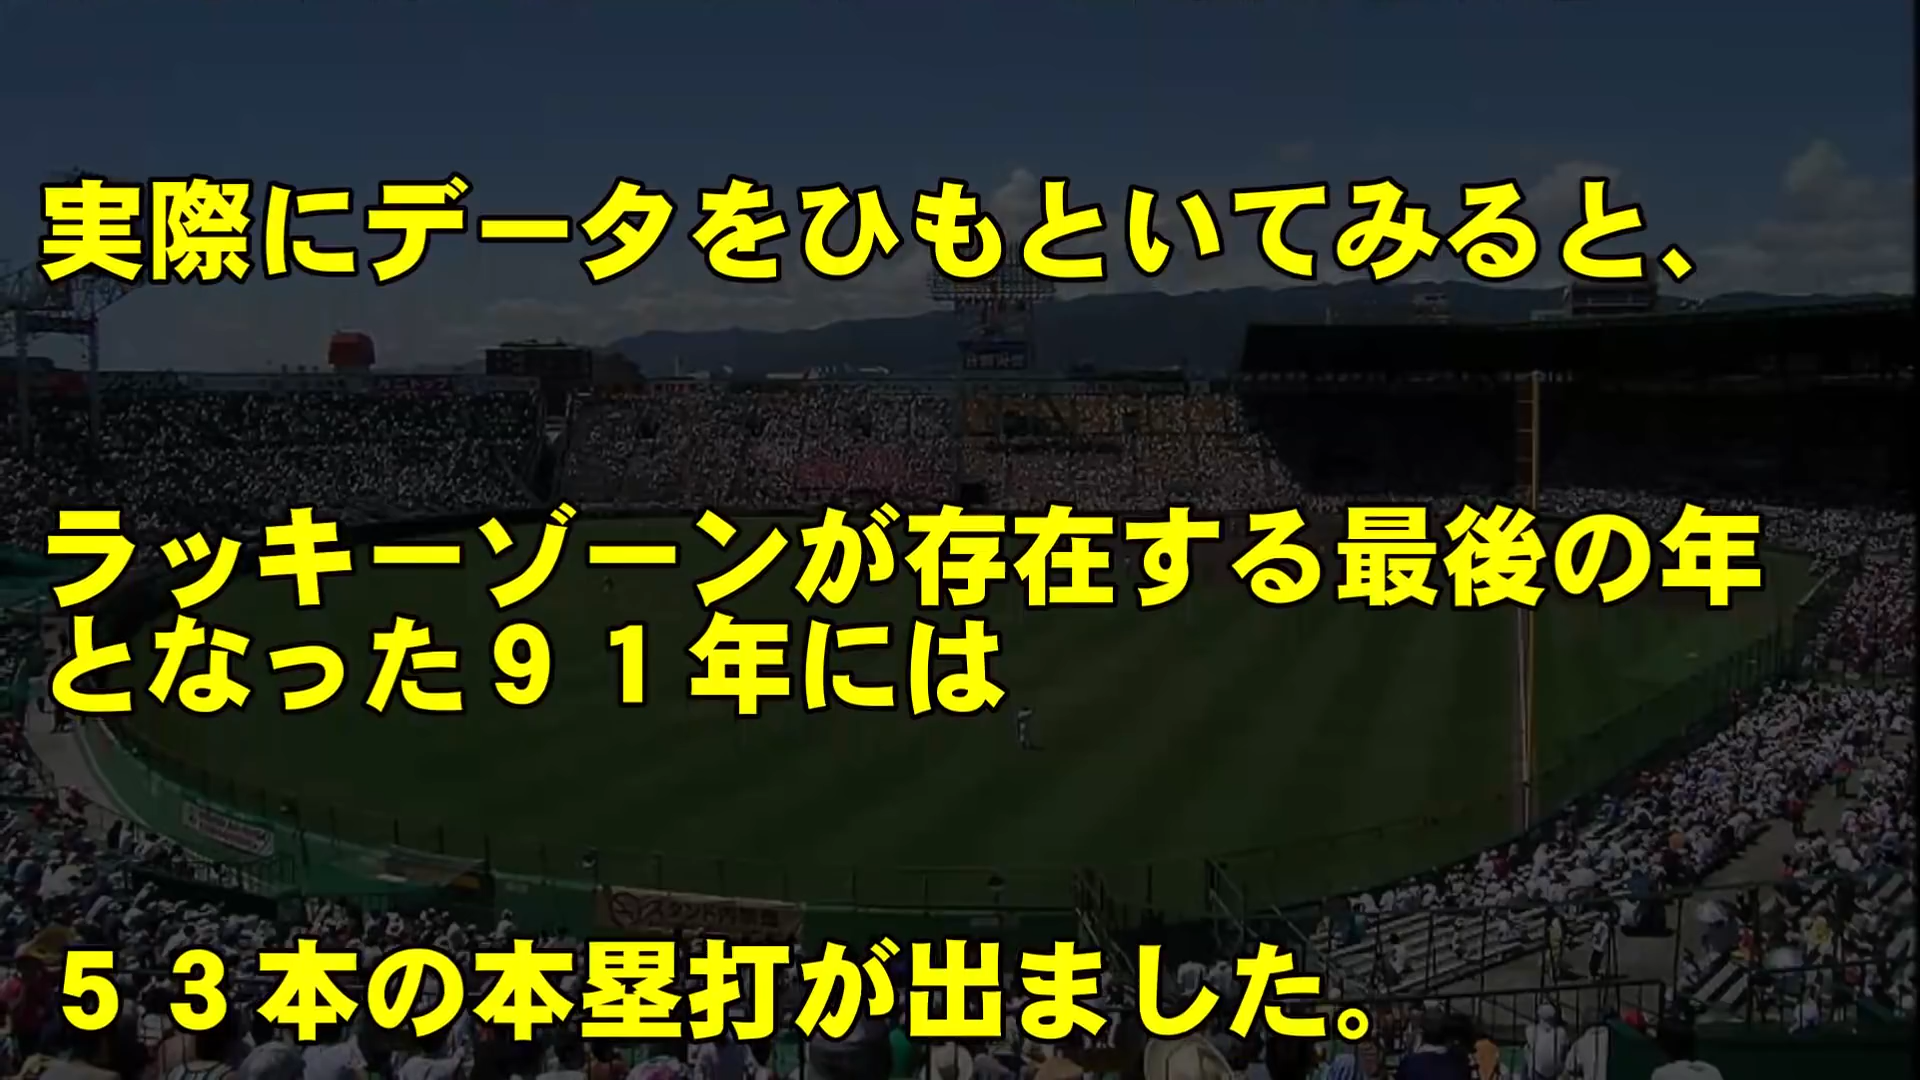 実際にデータをひもといてみると、
ラッキーゾーンが存在する最後の年
となった９１年には
５３本の本塁打が出ました。